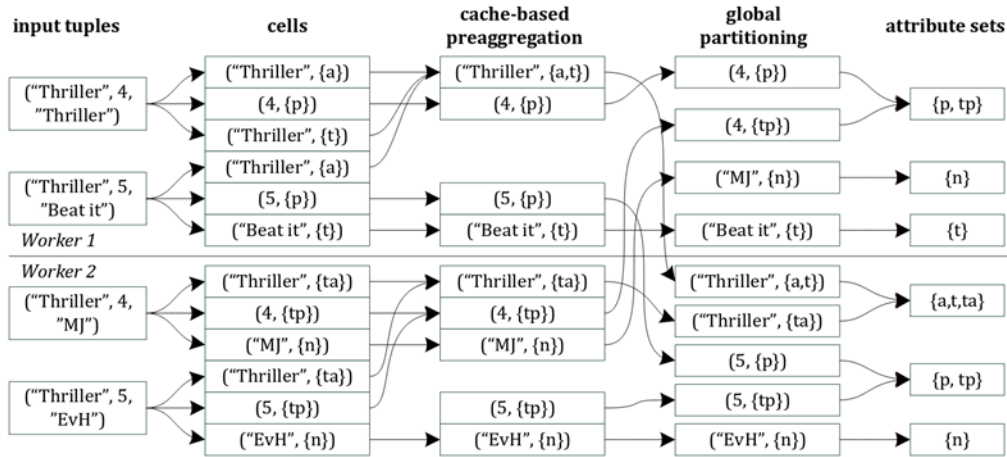 input tuples
cells
cache-based
preaggregation
global
partitioning
attribute sets
("Thriller", 4,
"Thriller")
("Thriller", 5,
"Beat it")
Worker 1
("Thriller", {a})
(4, {p})
("Thriller", {t})
("Thriller", {a})
(5, {p})
("Beat it", {t})
("Thriller", {a,t})
(4, {p})
(5, {p})
("Beat it", {t})
(4, {p})
(4, {tp})
("MJ", {n})
("Beat it", {t})
{p, tp}
{n}
{t}
Worker 2
("Thriller", 4,
"MJ")
("Thriller", 5,
"EvH")
("Thriller", {ta})
(4, {tp})
("MJ", {n})
("Thriller", {ta})
(5, {tp})
("EvH", {n})
("Thriller", {ta})
(4, {tp})
("MJ", {n})
(5, {tp})
("EvH", {n})
("Thriller", {a,t})
("Thriller", {ta})
(5, {p})
(5, {tp})
("EvH", {n})
{a,t,ta}
{p, tp}
{n}